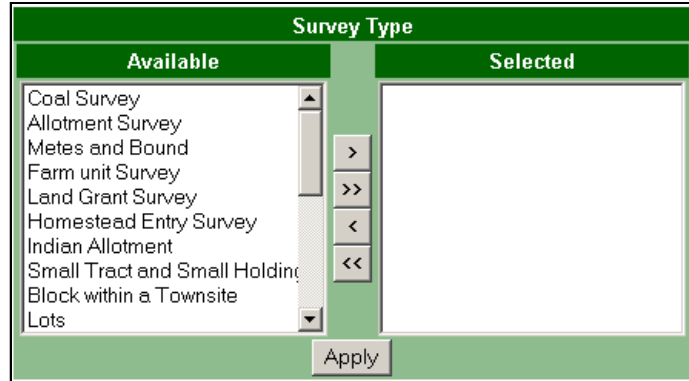 Survey Type
Available
Selected
Coal Survey
Allotment Survey
Metes and Bound
Farm unit Survey
Land Grant Survey
Homestead Entry Survey
Indian Allotment
Small Tract and Small Holding
Block within a Townsite
Lots
>
>>
<
<<
Apply